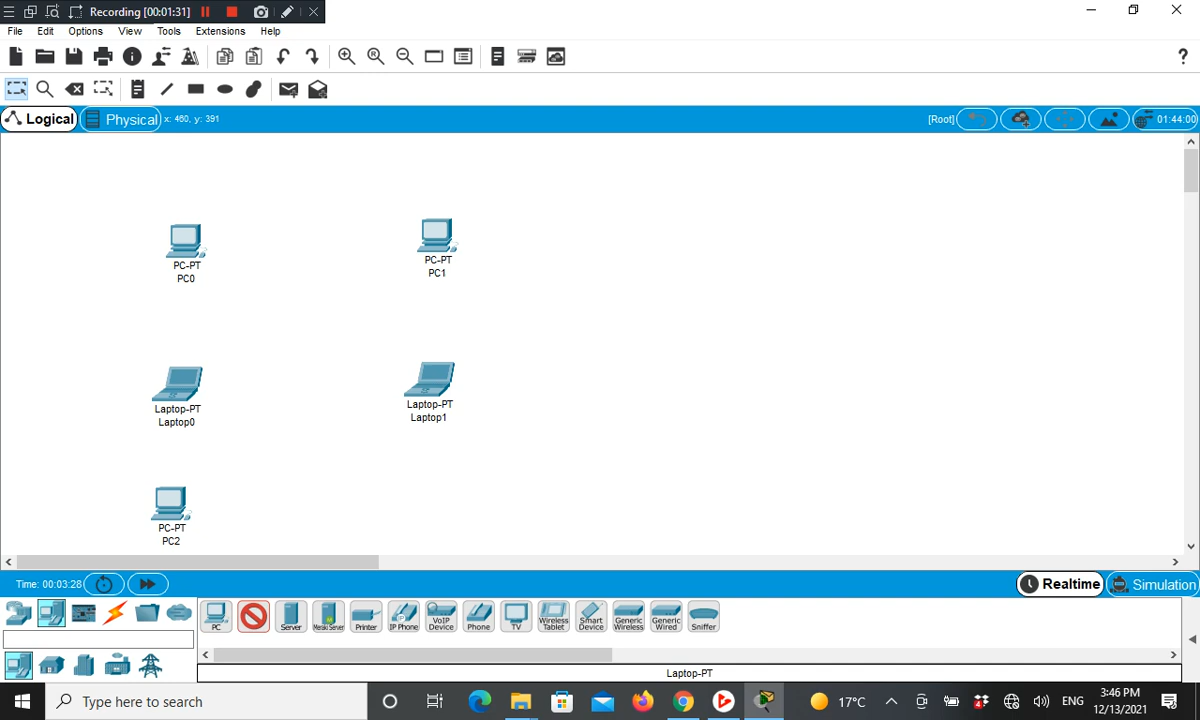 Recording [00:01:31]
File Edit Options View Tools Extensions Help
?
Logical Physical x: 460, y: 391 [Root] 01:44:00
PC-PT
PC0
PC-PT
PC1
Laptop-PT
Laptop0
Laptop-PT
Laptop1
PC-PT
PC2
Time: 00:03:28 Realtime Simulation
PC Server Meraki Server Printer IP Phone VoIP Device Phone TV Wireless Tablet Smart Device Generic Wireless Generic Wired Sniffer
Laptop-PT
Type here to search 17°C ENG 3:46 PM
12/13/2021